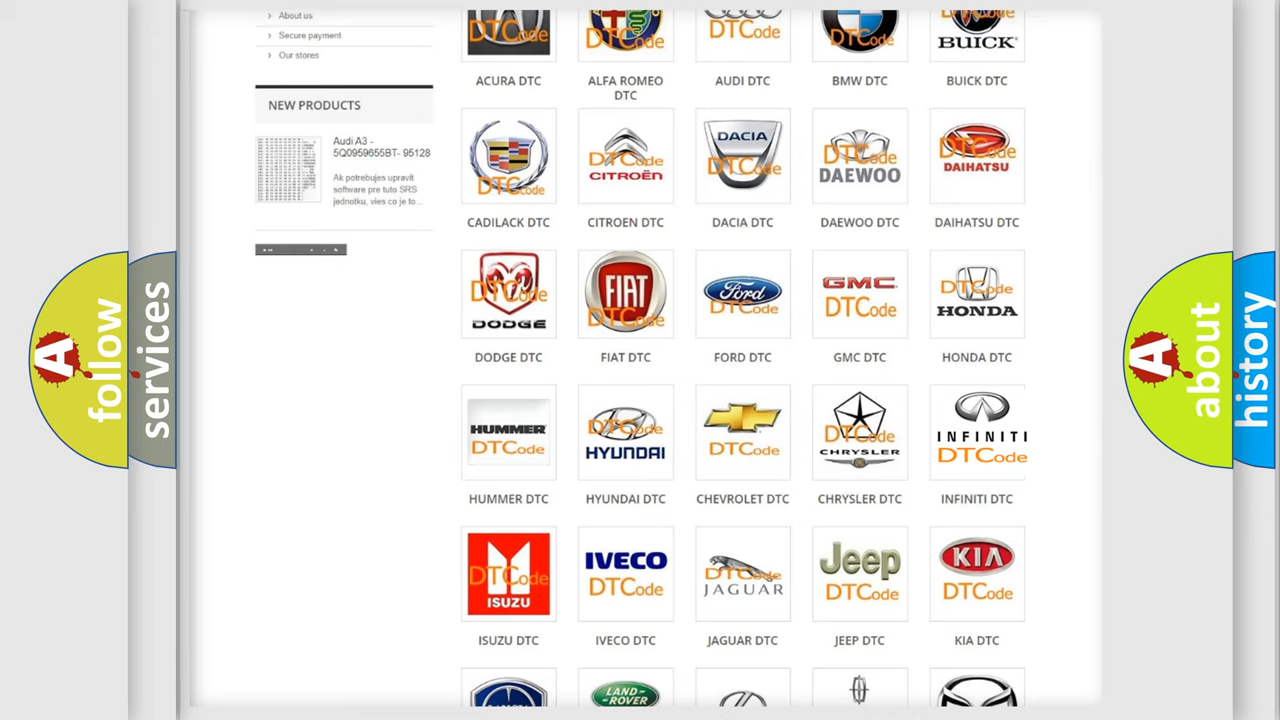 About us
Secure payment
Our stores
NEW PRODUCTS
Audi A3 -
5Q0959655BT- 95128
Ak potrebujes upravit
software pre tuto SRS
jednotku, vies co je to...
DTCode
DTCode
DTCode
DTCode
BUICK
ACURA DTC
ALFA ROMEO
DTC
AUDI DTC
BMW DTC
BUICK DTC
DTCode
DTCode
CITROËN
DACIA
DTCode
DTCode
DAEWOO
DTCode
DAIHATSU
CADILACK DTC
CITROEN DTC
DACIA DTC
DAEWOO DTC
DAIHATSU DTC
DTCode
DODGE
FIAT
DTCode
Ford
DTCode
GMC
DTCode
DTCode
HONDA
DODGE DTC
FIAT DTC
FORD DTC
GMC DTC
HONDA DTC
HUMMER
DTCode
DTCode
HYUNDAI
DTCode
DTCode
CHRYSLER
INFINITI
DTCode
HUMMER DTC
HYUNDAI DTC
CHEVROLET DTC
CHRYSLER DTC
INFINITI DTC
DTCode
ISUZU
IVECO
DTCode
DTCode
JAGUAR
Jeep
DTCode
KIA
DTCode
ISUZU DTC
IVECO DTC
JAGUAR DTC
JEEP DTC
KIA DTC
LAND-
ROVER
A follow
services
A about
history